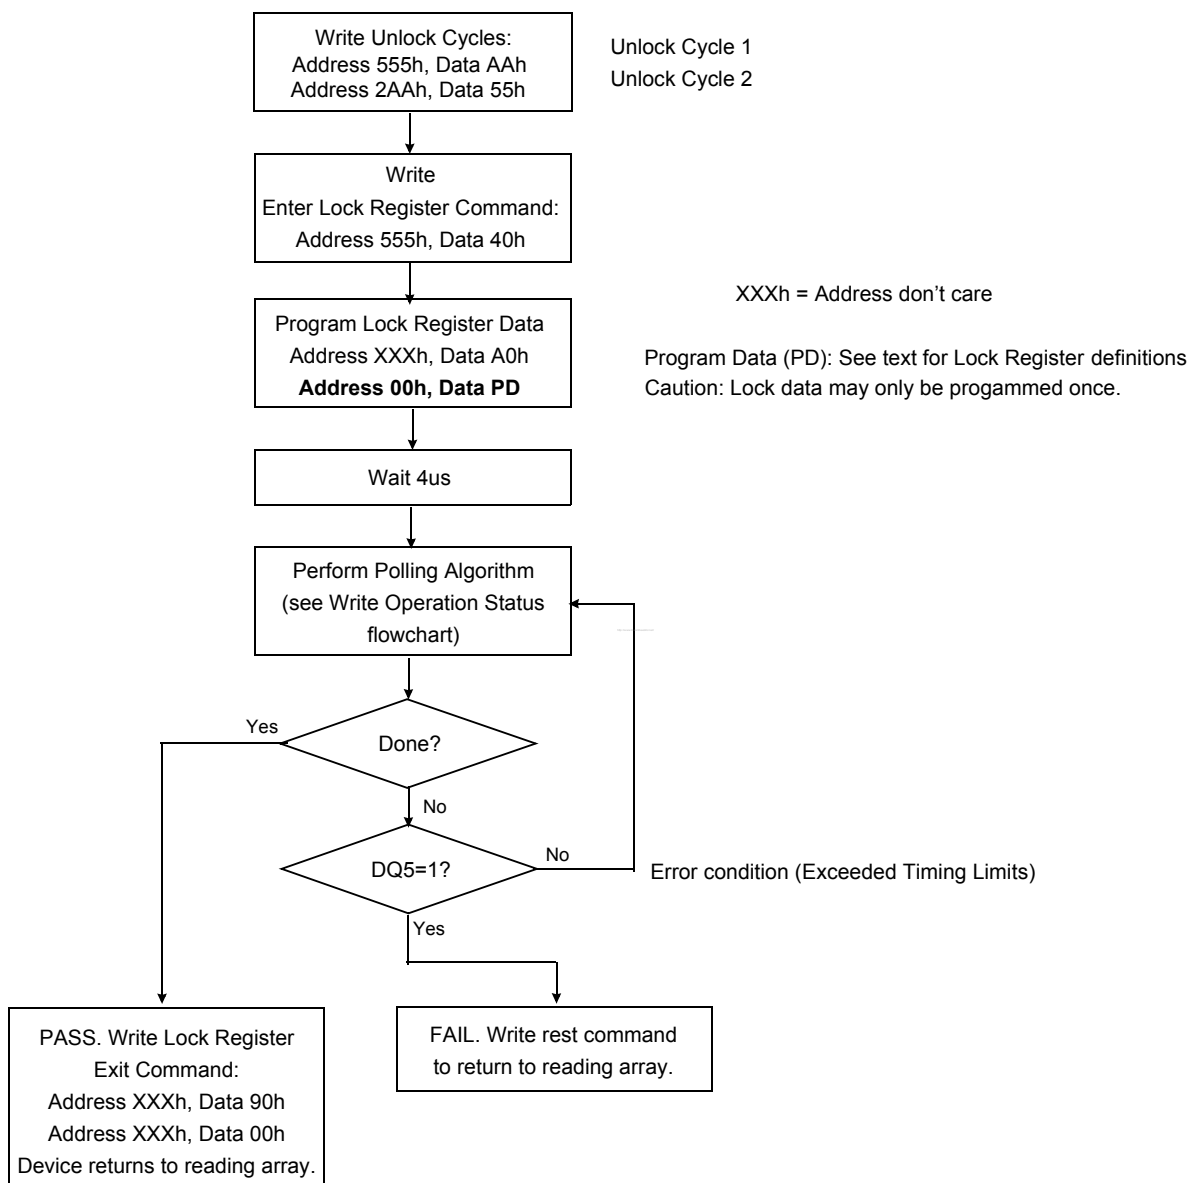 Write Unlock Cycles:
Address 555h, Data AAh
Address 2AAh, Data 55h
Unlock Cycle 1
Unlock Cycle 2
Write
Enter Lock Register Command:
Address 555h, Data 40h
XXXh = Address don't care
Program Lock Register Data
Address XXXh, Data A0h
Address 00h, Data PD
Program Data (PD): See text for Lock Register definitions
Caution: Lock data may only be progammed once.
Wait 4us
Perform Polling Algorithm
(see Write Operation Status
flowchart)
Yes
Done?
No
DQ5=1?
No
Error condition (Exceeded Timing Limits)
Yes
PASS. Write Lock Register
Exit Command:
Address XXXh, Data 90h
Address XXXh, Data 00h
Device returns to reading array.
FAIL. Write rest command
to return to reading array.